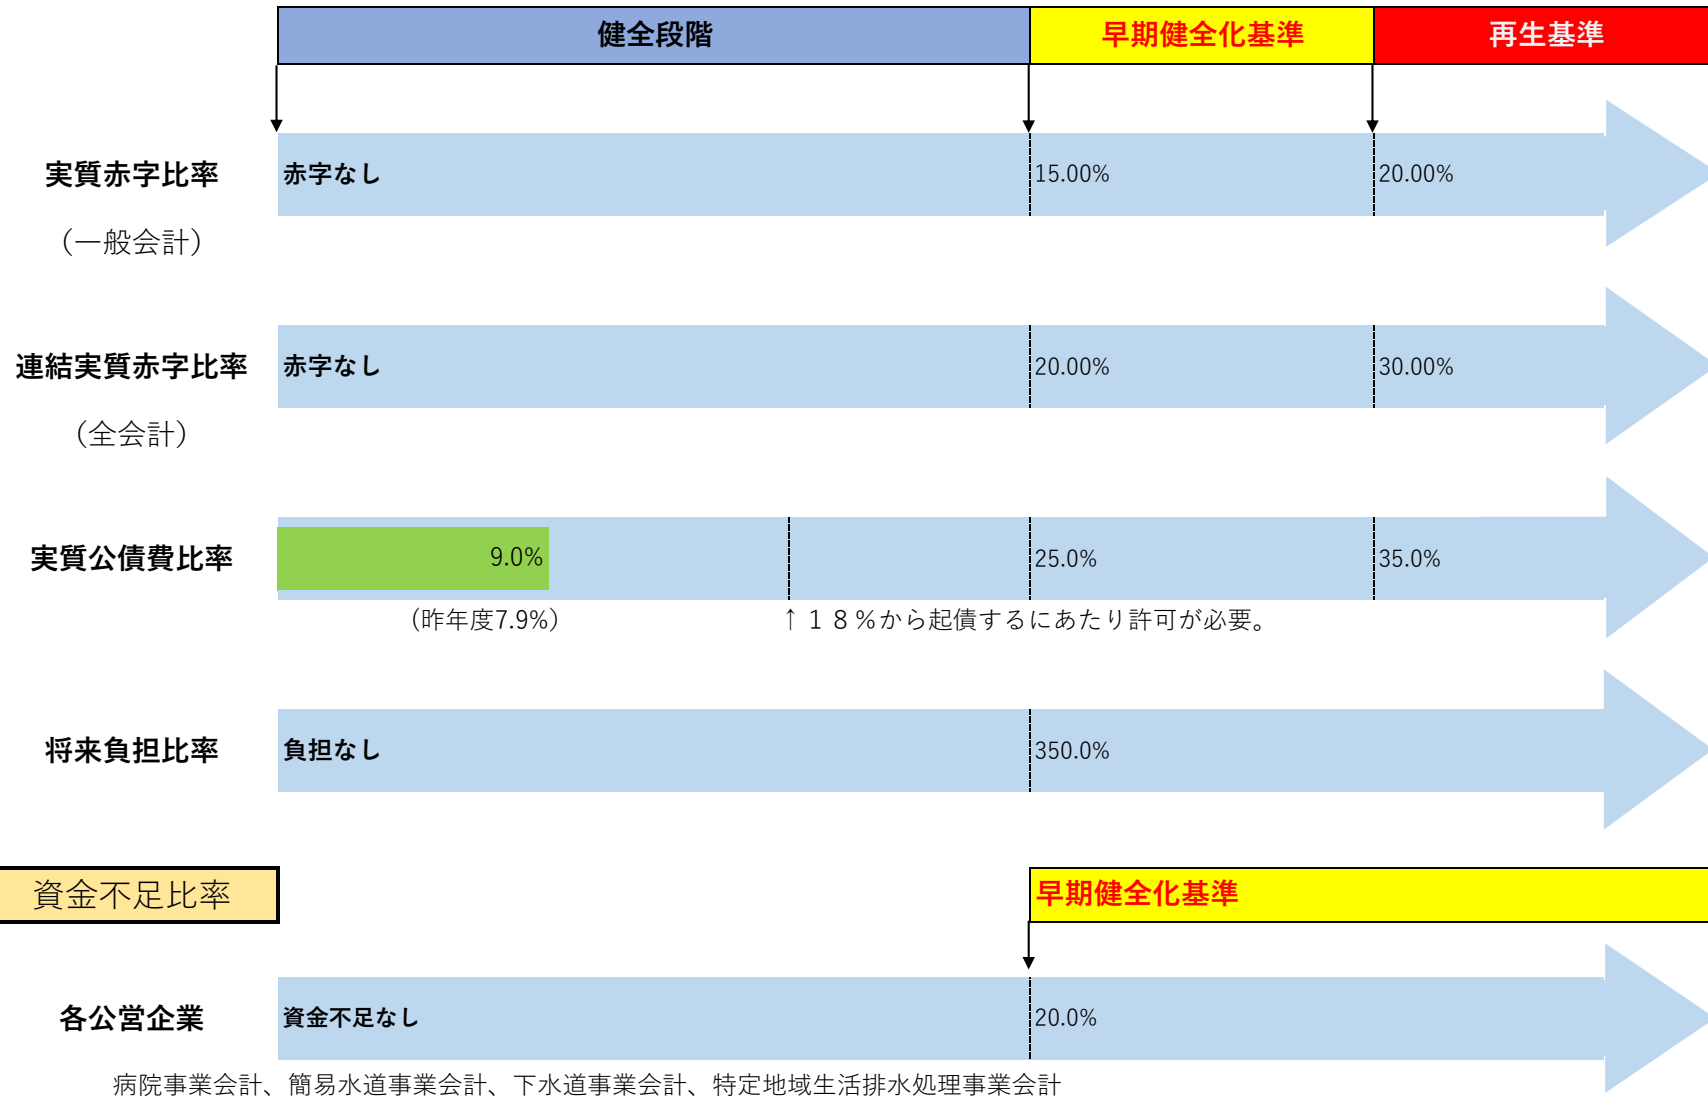 健全段階 早期健全化基準 再生基準
実質赤字比率 赤字なし 15.00% 20.00%
（一般会計）
連結実質赤字比率 赤字なし 20.00% 30.00%
（全会計）
実質公債費比率 9.0% 25.0% 35.0%
（昨年度7.9%） ↑１８％から起債するにあたり許可が必要。
将来負担比率 負担なし 350.0%
資金不足比率 早期健全化基準
各公営企業 資金不足なし 20.0%
病院事業会計、簡易水道事業会計、下水道事業会計、特定地域生活排水処理事業会計